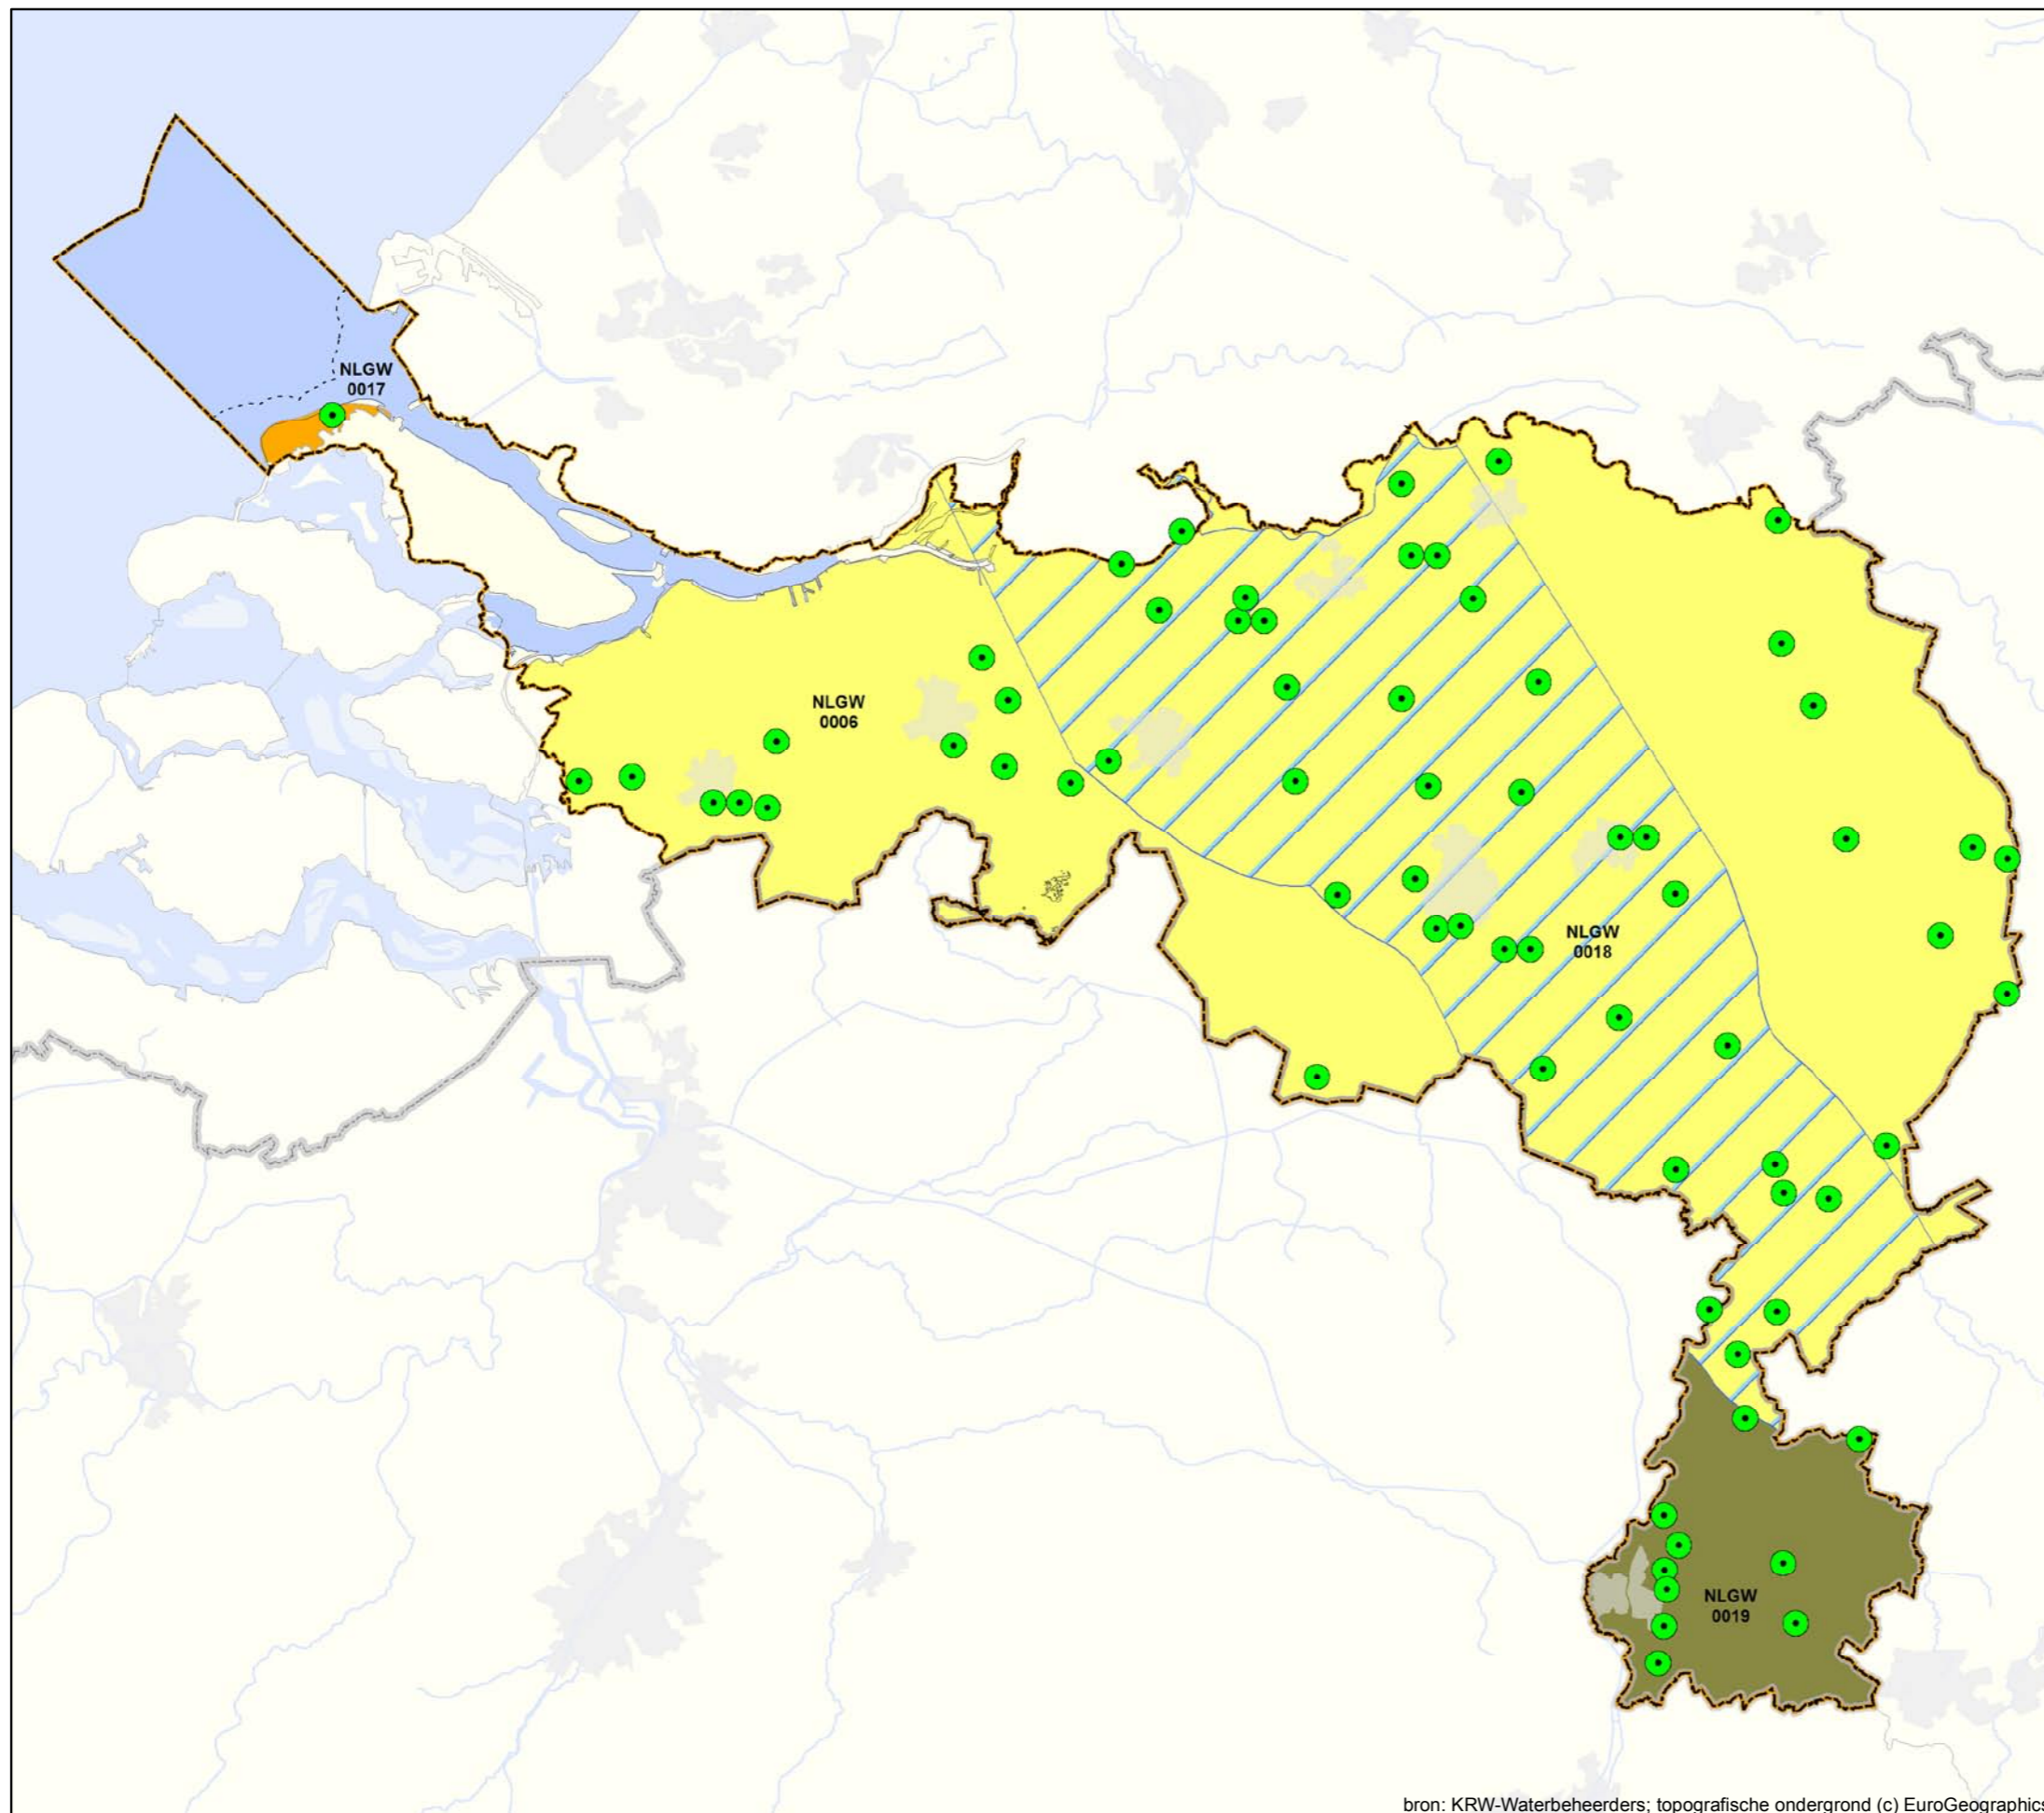 NLGW
0017
NLGW
0006
NLGW
0018
NLGW
0019
bron: KRW-Waterbeheerders; topografische ondergrond (c) EuroGeographics